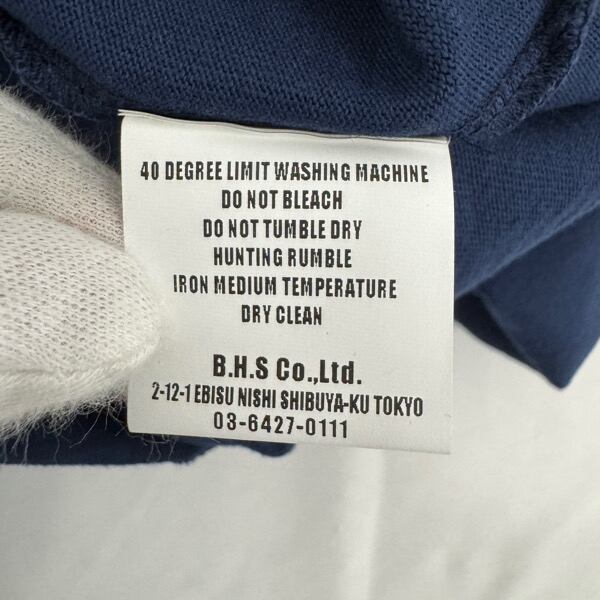 40 DEGREE LIMIT WASHING MACHINE
DO NOT BLEACH
DO NOT TUMBLE DRY
HUNTING RUMBLE
IRON MEDIUM TEMPERATURE
DRY CLEAN
B.H.S Co.,Ltd.
2-12-1 EBISU NISHI SHIBUYA-KU TOKYO
03-6427-0111